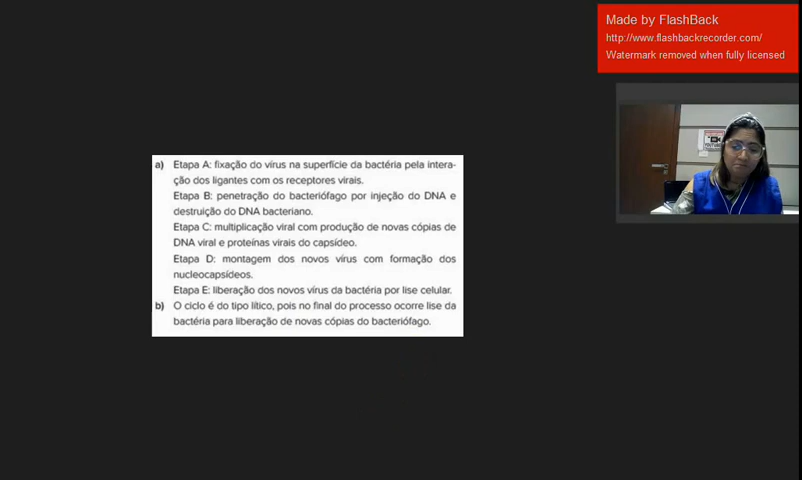 Made by FlashBack
http://www.flashbackrecorder.com/
Watermark removed when fully licensed
a) Etapa A: fixação do vírus na superfície da bactéria pela intera-
ção dos ligantes com os receptores virais.
Etapa B: penetração do bacteriófago por injeção do DNA e
destruição do DNA bacteriano.
Etapa C: multiplicação viral com produção de novas cópias de
DNA viral e proteínas virais do capsídeo.
Etapa D: montagem dos novos vírus com formação dos
nucleocapsídeos.
Etapa E: liberação dos novos vírus da bactéria por lise celular.
b) O ciclo é do tipo lítico, pois no final do processo ocorre lise da
bactéria para liberação de novas cópias do bacteriófago.